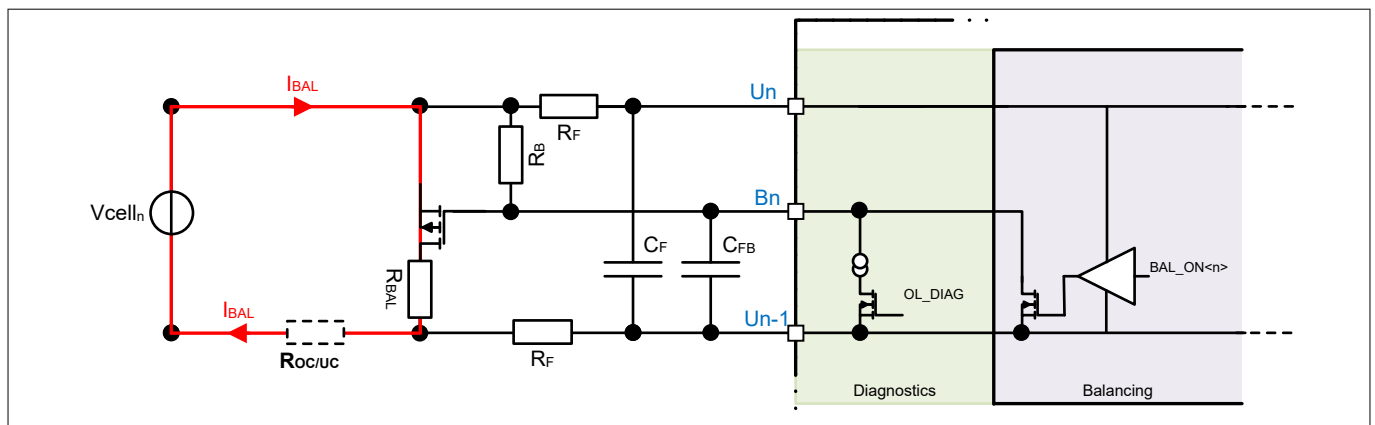 IBAL
Un
RF
RB
Bn
Vcelln
CF
CFB
BAL_ON<n>
RBAL
OL_DIAG
IBAL
Un-1
ROC/UC
RF
Diagnostics
Balancing